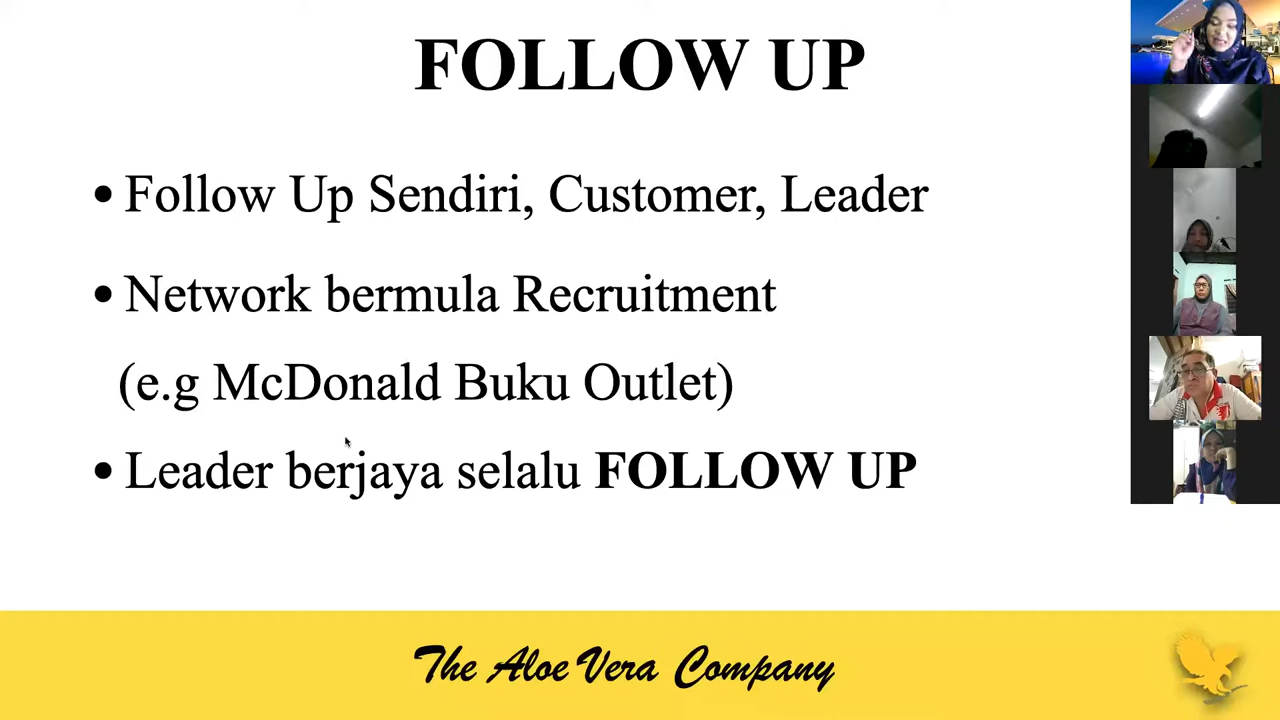 FOLLOW UP
• Follow Up Sendiri, Customer, Leader
• Network bermula Recruitment
(e.g McDonald Buku Outlet)
• Leader berjaya selalu FOLLOW UP
The Aloe Vera Company